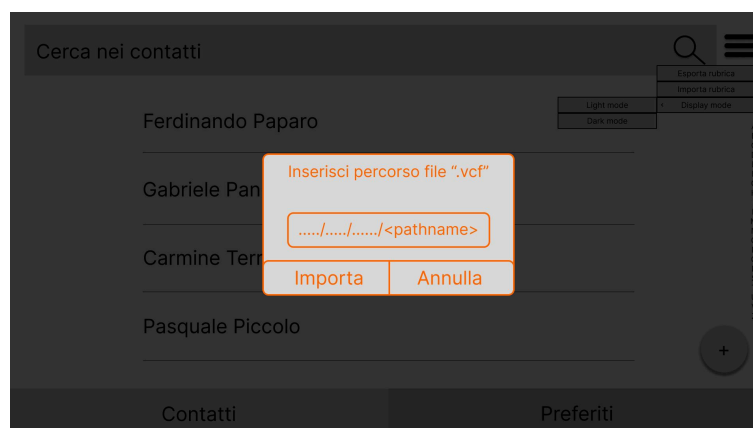 Cerca nei contatti
Esporta rubrica
Importa rubrica
Light mode ‹ Display mode
Dark mode
Ferdinando Paparo
Inserisci percorso file “.vcf”
Gabriele Pan
...../...../....../<pathname>
Carmine Terr
Importa Annulla
Pasquale Piccolo
+
Contatti Preferiti